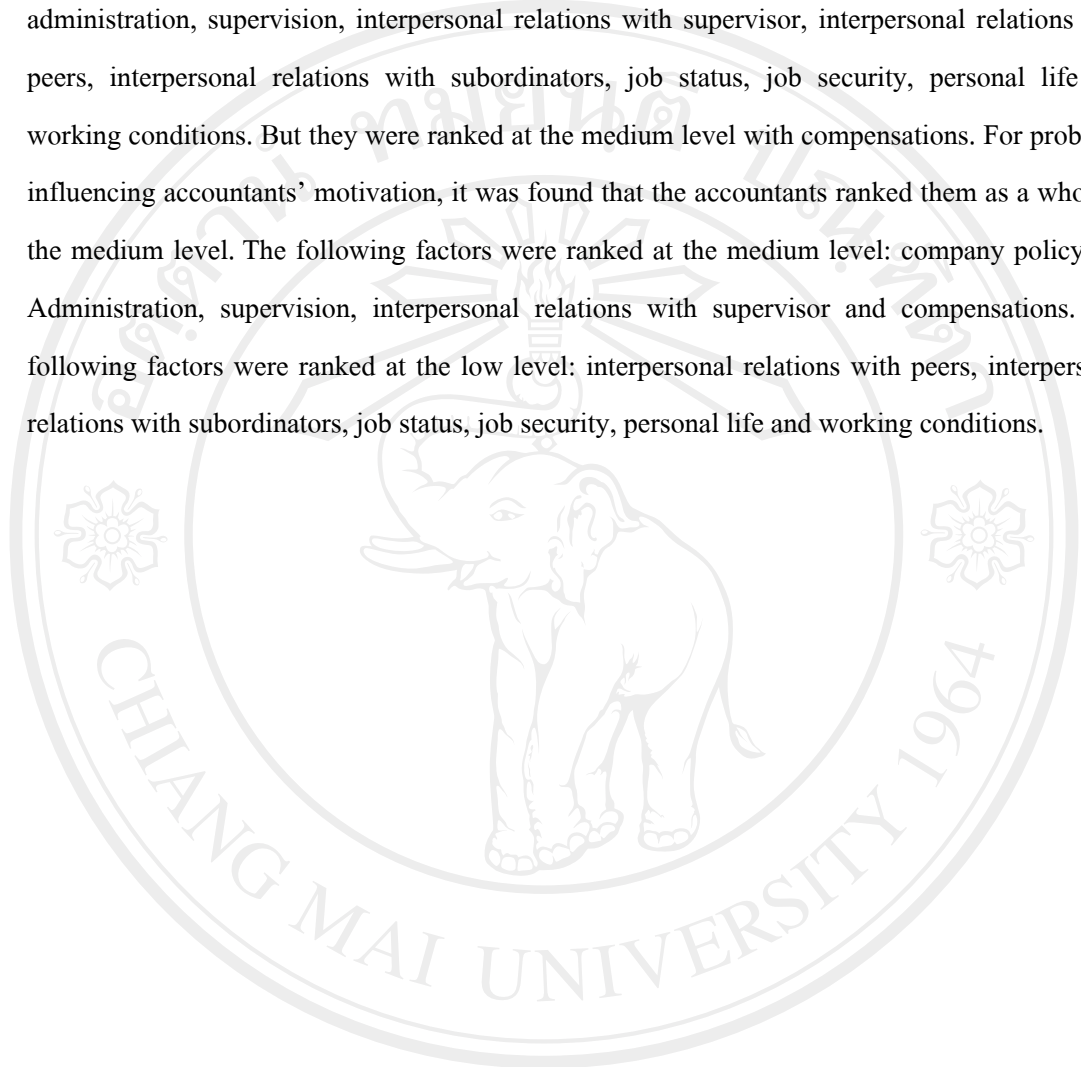 administration, supervision, interpersonal relations with supervisor, interpersonal relations
peers, interpersonal relations with subordinators, job status, job security, personal life
working conditions. But they were ranked at the medium level with compensations. For prob
influencing accountants’ motivation, it was found that the accountants ranked them as a who
the medium level. The following factors were ranked at the medium level: company policy
Administration, supervision, interpersonal relations with supervisor and compensations.
following factors were ranked at the low level: interpersonal relations with peers, interpers
relations with subordinators, job status, job security, personal life and working conditions.
CHIANG MAI UNIVERSITY 1964